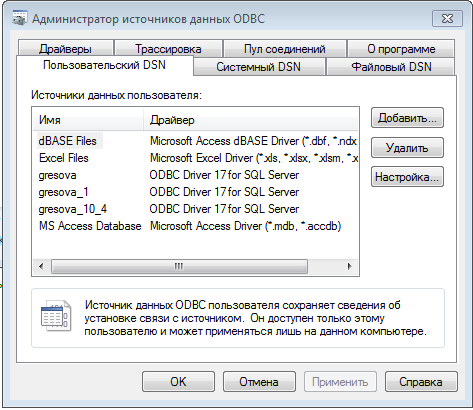 Администратор источников данных ODBC
Драйверы Трассировка Пул соединений О программе
Пользовательский DSN Системный DSN Файловый DSN
Источники данных пользователя:
Имя Драйвер
dBASE Files Microsoft Access dBASE Driver (*.dbf, *.ndx
Excel Files Microsoft Excel Driver (*.xls, *.xlsx, *.xlsm, *.x
gresova ODBC Driver 17 for SQL Server
gresova_1 ODBC Driver 17 for SQL Server
gresova_10_4 ODBC Driver 17 for SQL Server
MS Access Database Microsoft Access Driver (*.mdb, *.accdb)
Добавить...
Удалить
Настройка...
Источник данных ODBC пользователя сохраняет сведения об
установке связи с источником. Он доступен только этому
пользователю и может применяться лишь на данном компьютере.
OK Отмена Применить Справка